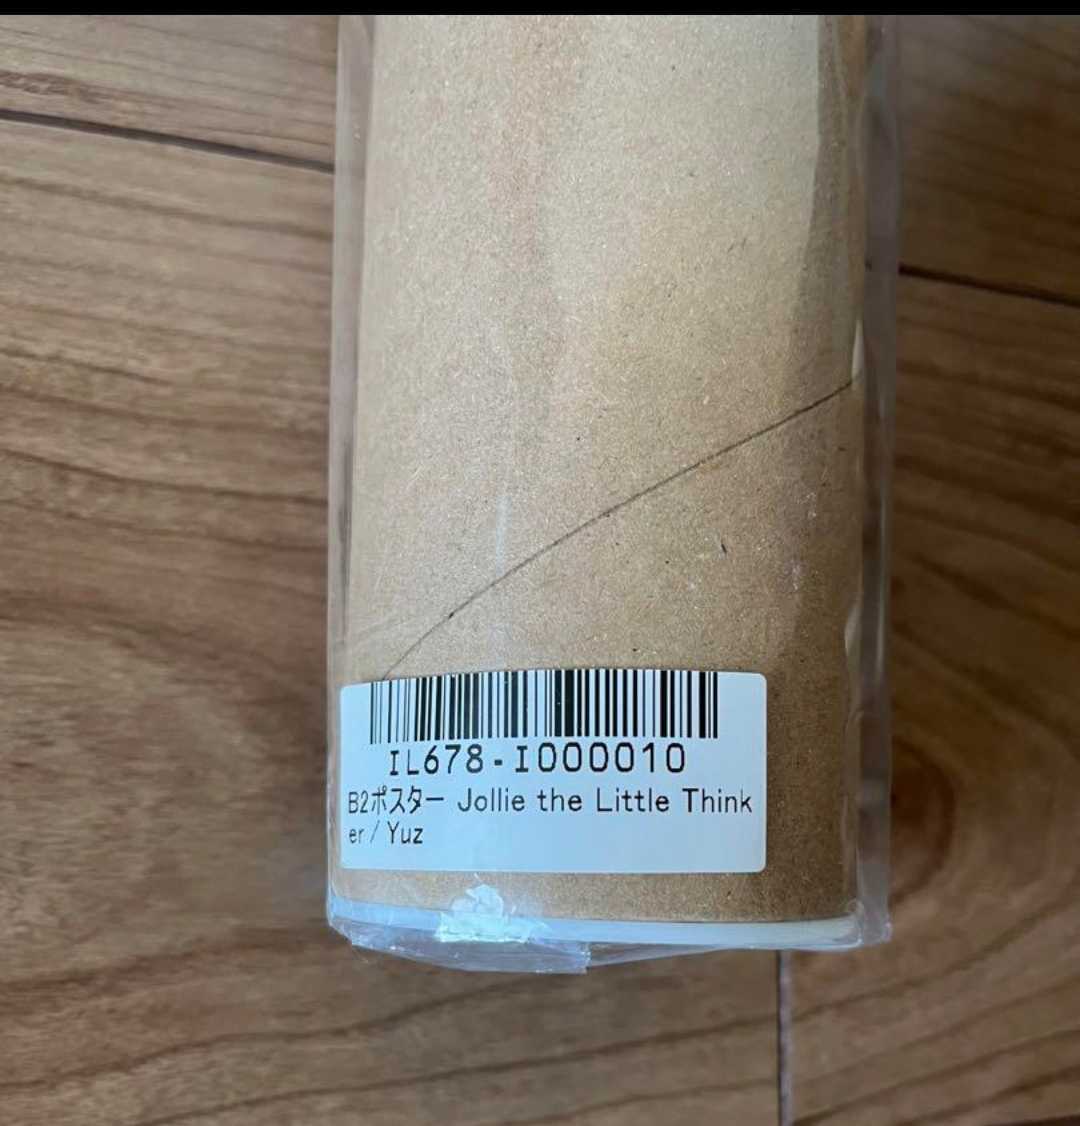 IL678-I000010
B2ポスター Jollie the Little Think
er / Yuz